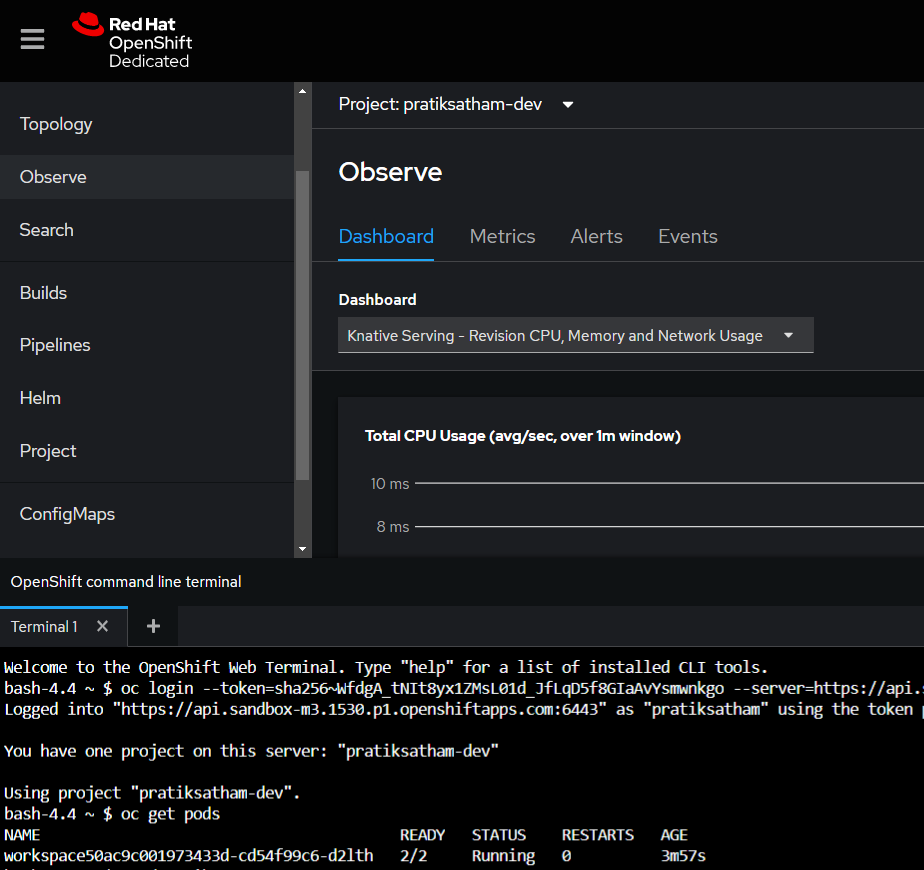 Red Hat
OpenShift
Dedicated
Topology
Observe
Search
Builds
Pipelines
Helm
Project
ConfigMaps
Project: pratiksatham-dev
Observe
Dashboard Metrics Alerts Events
Dashboard
Knative Serving - Revision CPU, Memory and Network Usage
Total CPU Usage (avg/sec, over 1m window)
10 ms
8 ms
OpenShift command line terminal
Terminal 1
Welcome to the OpenShift Web Terminal. Type "help" for a list of installed CLI tools.
bash-4.4 ~ $ oc login --token=sha256~WfdgA_tNIt8yx1ZMsL01d_JfLqD5f8GIaAvYsmwnkgo --server=https://api.
Logged into "https://api.sandbox-m3.1530.p1.openshiftapps.com:6443" as "pratiksatham" using the token
You have one project on this server: "pratiksatham-dev"
Using project "pratiksatham-dev".
bash-4.4 ~ $ oc get pods
NAME READY STATUS RESTARTS AGE
workspace50ac9c001973433d-cd54f99c6-d2lth 2/2 Running 0 3m57s